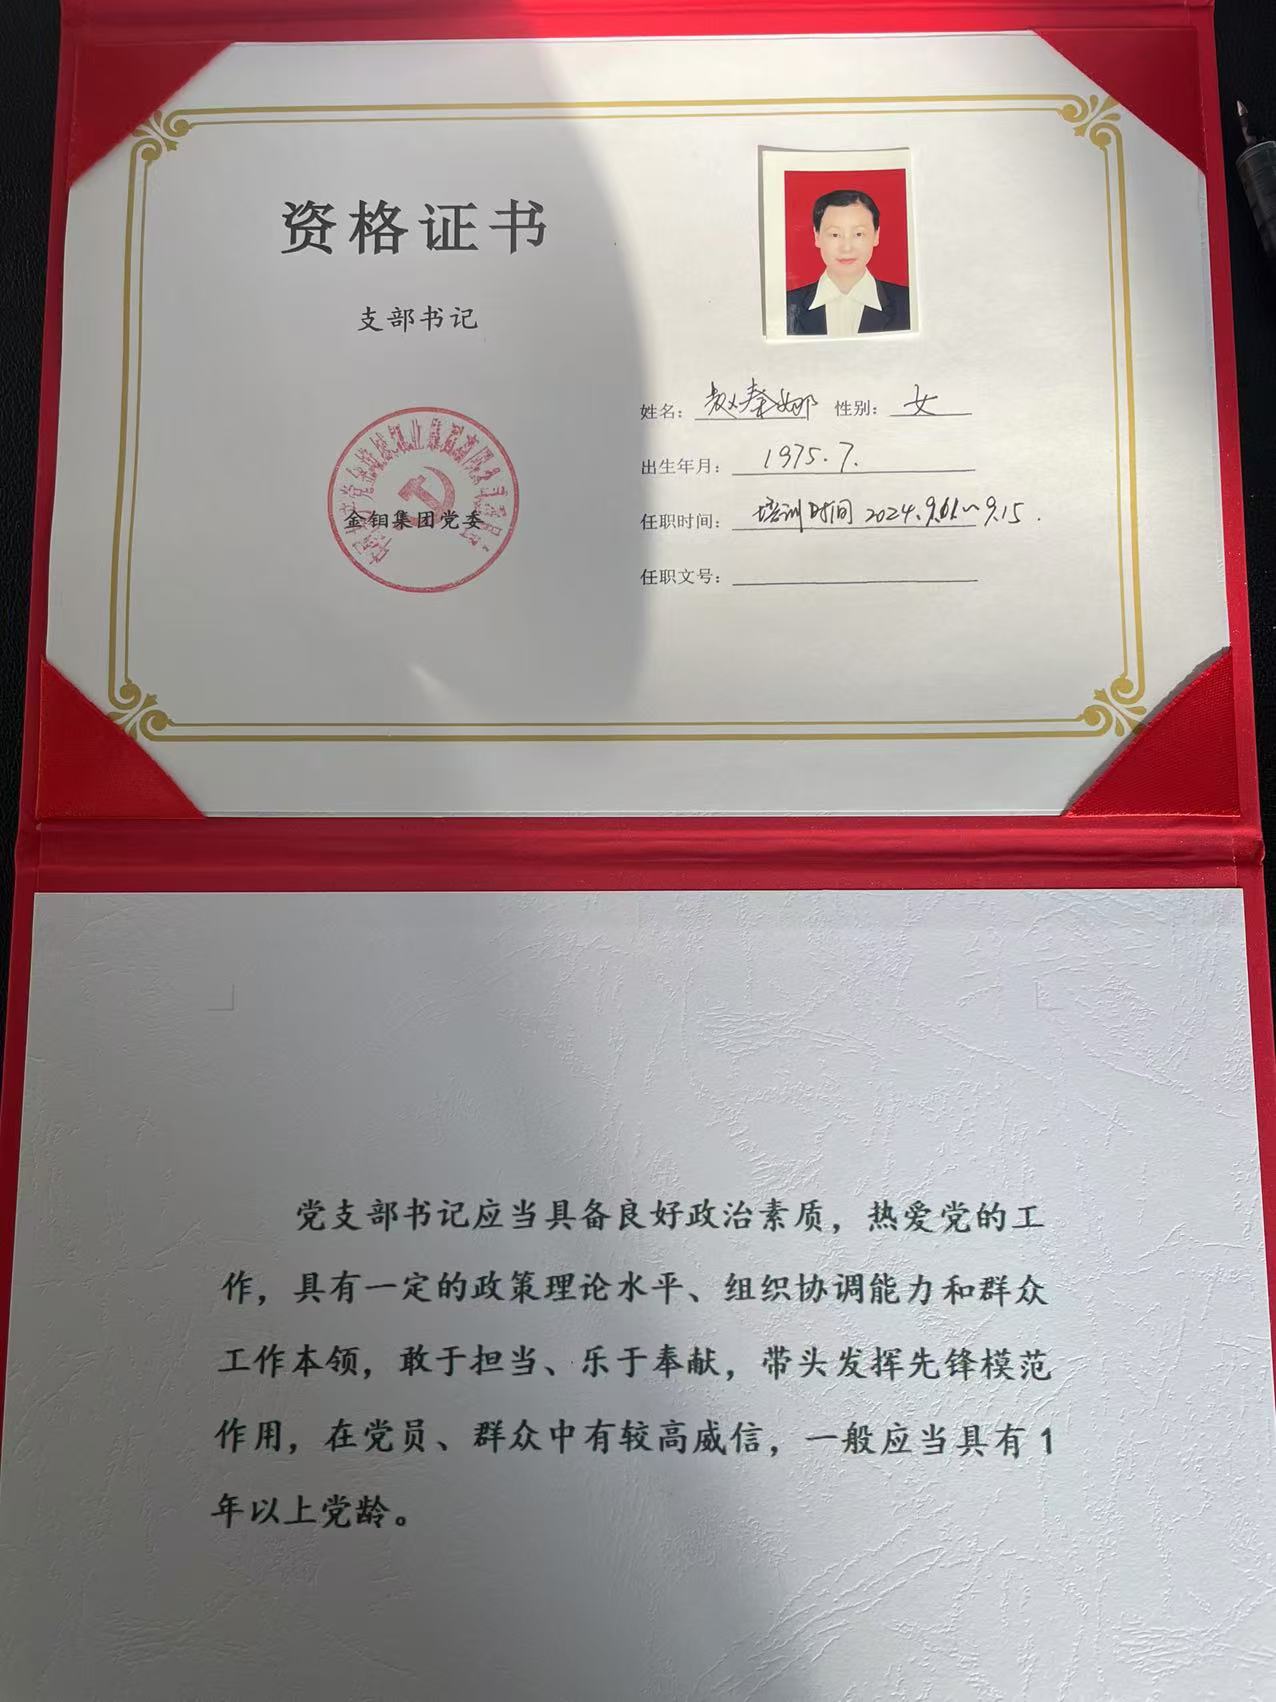 资格证书
支部书记
金钼集团党委
姓名：赵秦娜 性别：女
出生年月：1975.7.
任职时间：培训时间 2024.9.01～9.15.
任职文号：
党支部书记应当具备良好政治素质，热爱党的工
作，具有一定的政策理论水平、组织协调能力和群众
工作本领，敢于担当、乐于奉献，带头发挥先锋模范
作用，在党员、群众中有较高威信，一般应当具有1
年以上党龄。